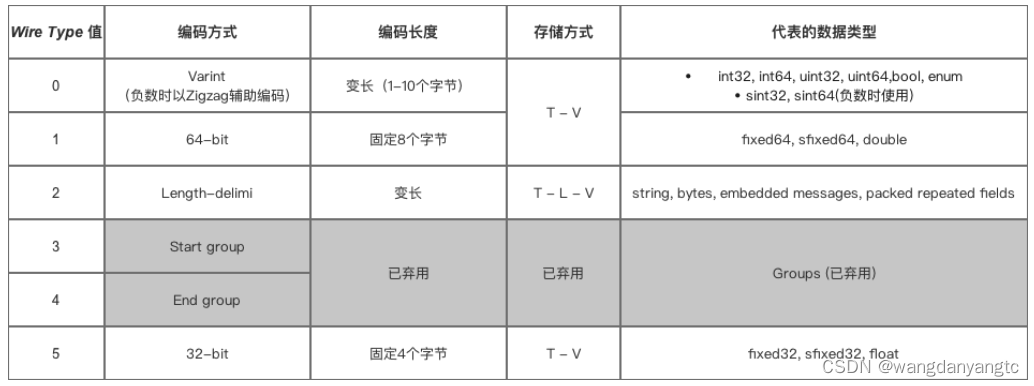 Wire Type 值 编码方式 编码长度 存储方式 代表的数据类型
0 Varint
(负数时以Zigzag辅助编码) 变长（1-10个字节) T - V • int32, int64, uint32, uint64,bool, enum
• sint32, sint64(负数时使用)
1 64-bit 固定8个字节 fixed64, sfixed64, double
2 Length-delimi 变长 T - L - V string, bytes, embedded messages, packed repeated fields
3 Start group 已弃用 已弃用 Groups (已弃用)
4 End group
5 32-bit 固定4个字节 T - V fixed32, sfixed32, float
CSDN @wangdanyangtc